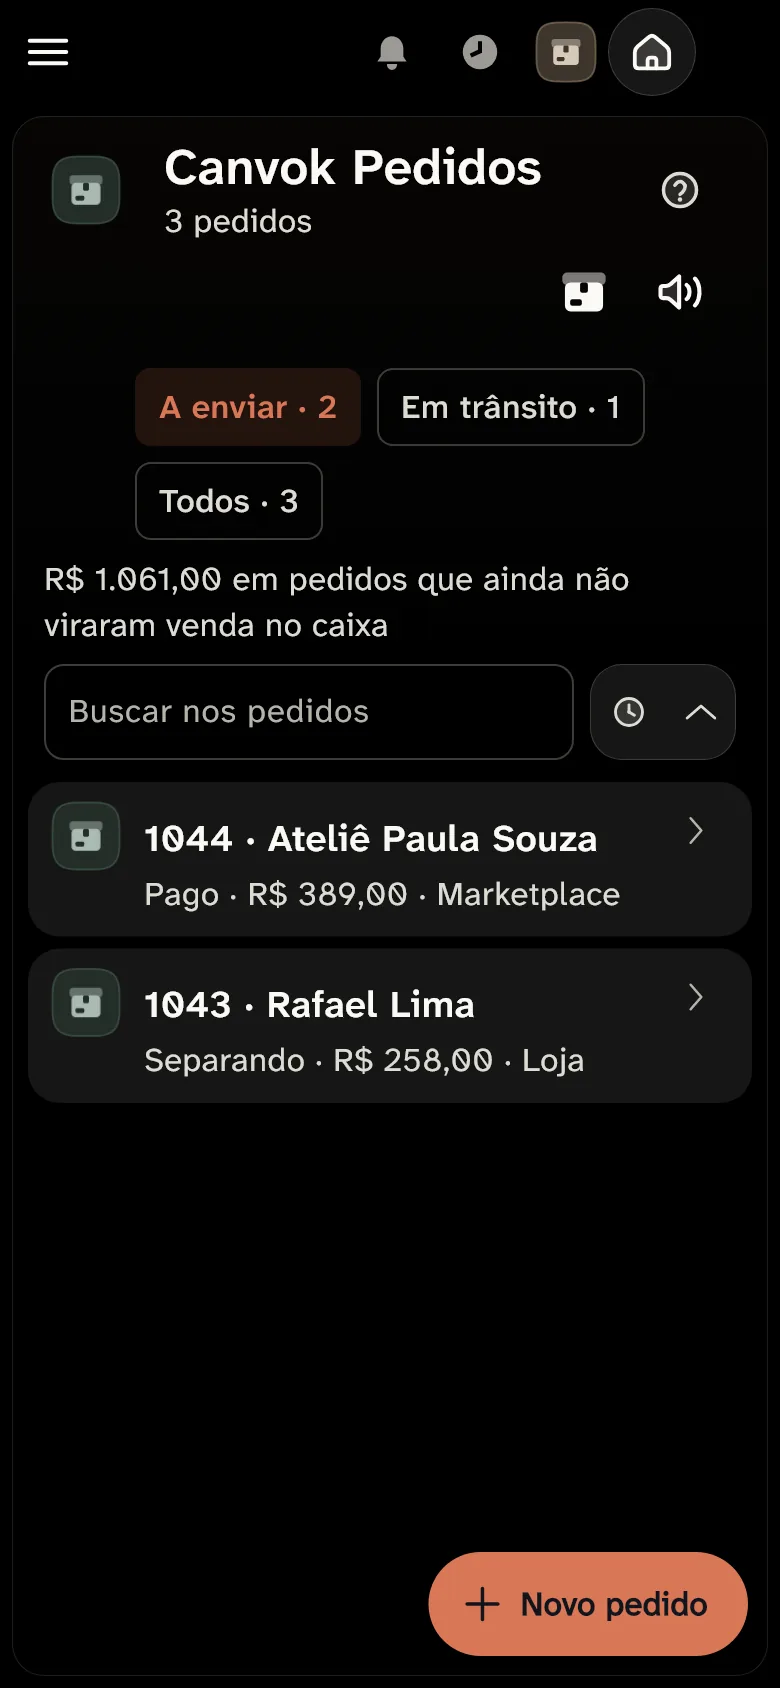 Canvok Pedidos
3 pedidos
A enviar · 2
Em trânsito · 1
Todos · 3
R$ 1.061,00 em pedidos que ainda não
viraram venda no caixa
Buscar nos pedidos
1044 · Ateliê Paula Souza
Pago · R$ 389,00 · Marketplace
1043 · Rafael Lima
Separando · R$ 258,00 · Loja
Novo pedido